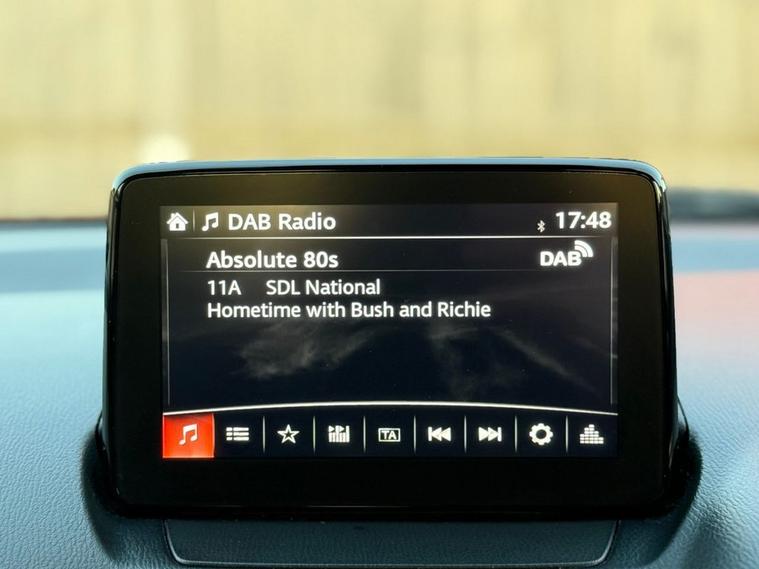 DAB Radio 17:48
Absolute 80s DAB
11A SDL National
Hometime with Bush and Richie
TA